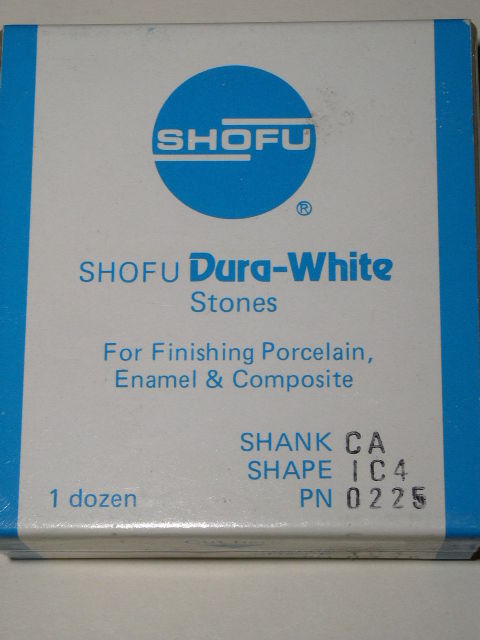 SHOFU
®
SHOFU Dura-White
Stones
For Finishing Porcelain,
Enamel & Composite
SHANK CA
SHAPE IC4
1 dozen PN 0225